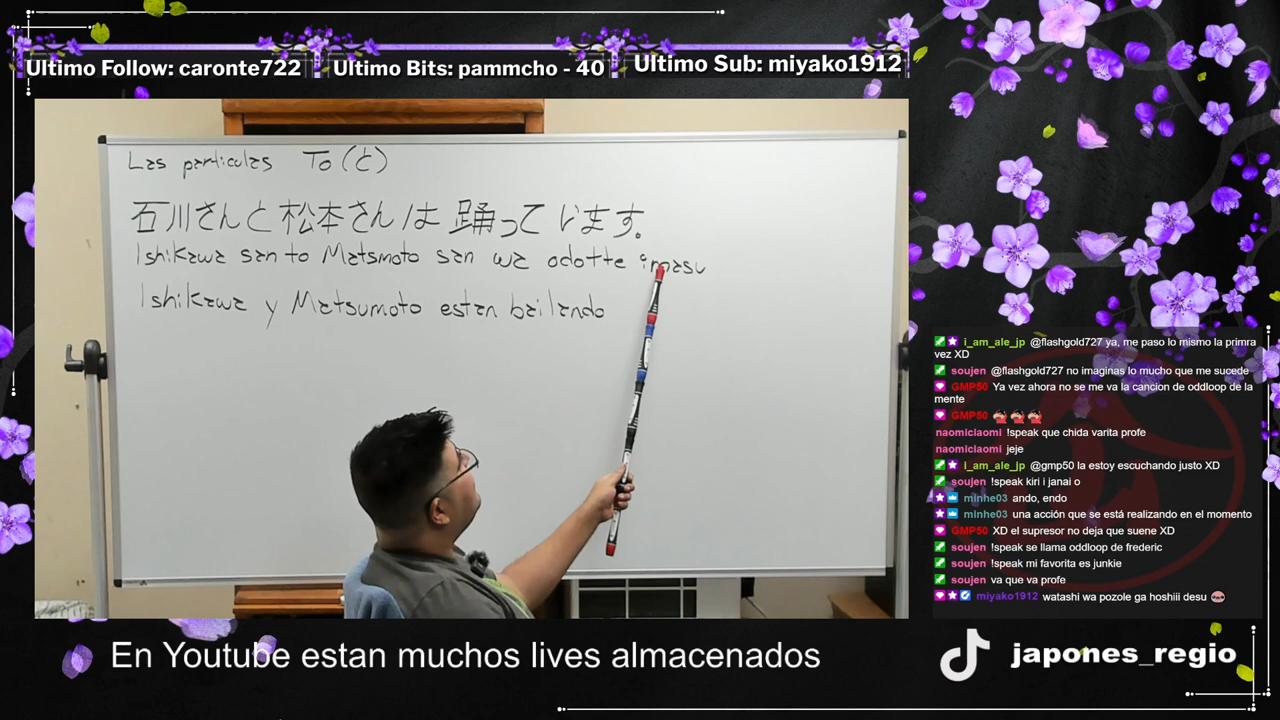 Ultimo Follow: caronte722
Ultimo Bits: pammcho - 40
Ultimo Sub: miyako1912
Las particulas To (と)
石川さんと松本さんは踊っています。
Ishikawa san to Matsmoto san wa odotte imasu
Ishikawa y Matsumoto estan bailando
i_am_ale_jp @flashgold727 ya, me paso lo mismo la primra
vez XD
soujen @flashgold727 no imaginas lo mucho que me sucede
GMP50 Ya vez ahora no se me va la cancion de oddloop de la
mente
GMP50
naomiciaomi !speak que chida varita profe
naomiciaomi jeje
i_am_ale_jp @gmp50 la estoy escuchando justo XD
soujen !speak kiri i janai o
minhe03 ando, endo
minhe03 una acción que se está realizando en el momento
GMP50 XD el supresor no deja que suene XD
soujen !speak se llama oddloop de frederic
soujen !speak mi favorita es junkie
soujen va que va profe
miyako1912 watashi wa pozole ga hoshiii desu
En Youtube estan muchos lives almacenados
japones_regio